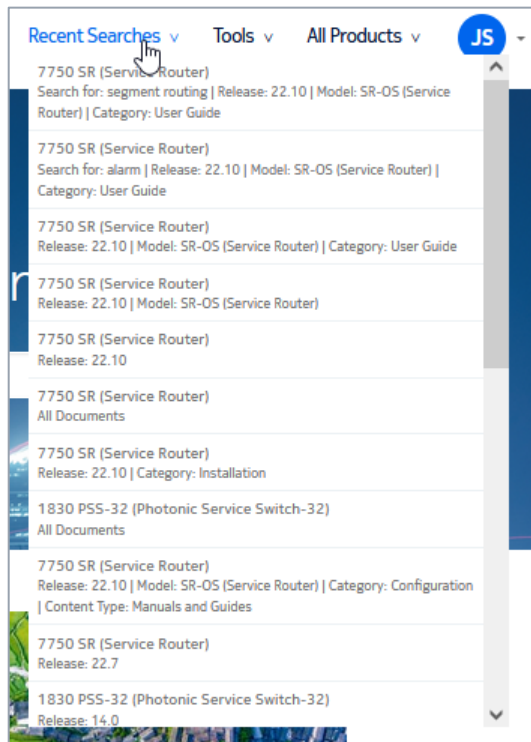 Recent Searches ∨ Tools ∨ All Products ∨ JS
7750 SR (Service Router)
Search for: segment routing | Release: 22.10 | Model: SR-OS (Service
Router) | Category: User Guide
7750 SR (Service Router)
Search for: alarm | Release: 22.10 | Model: SR-OS (Service Router) |
Category: User Guide
7750 SR (Service Router)
Release: 22.10 | Model: SR-OS (Service Router) | Category: User Guide
7750 SR (Service Router)
Release: 22.10 | Model: SR-OS (Service Router)
7750 SR (Service Router)
Release: 22.10
7750 SR (Service Router)
All Documents
7750 SR (Service Router)
Release: 22.10 | Category: Installation
1830 PSS-32 (Photonic Service Switch-32)
All Documents
7750 SR (Service Router)
Release: 22.10 | Model: SR-OS (Service Router) | Category: Configuration
| Content Type: Manuals and Guides
7750 SR (Service Router)
Release: 22.7
1830 PSS-32 (Photonic Service Switch-32)
Release: 14.0